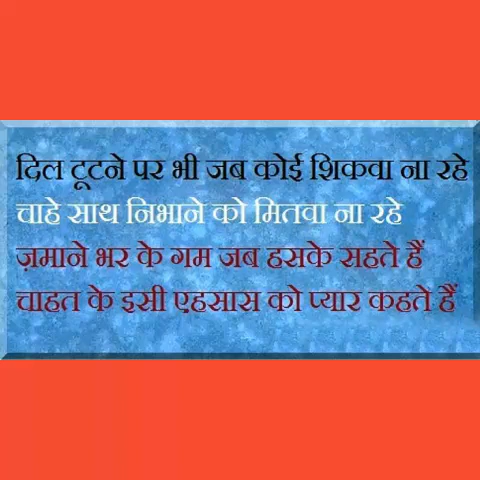 दिल टूटने पर भी जब कोई शिकवा ना रहे
चाहे साथ निभाने को मितवा ना रहे
ज़माने भर के गम जब हसके सहते हैं
चाहत के इसी एहसास को प्यार कहते हैं